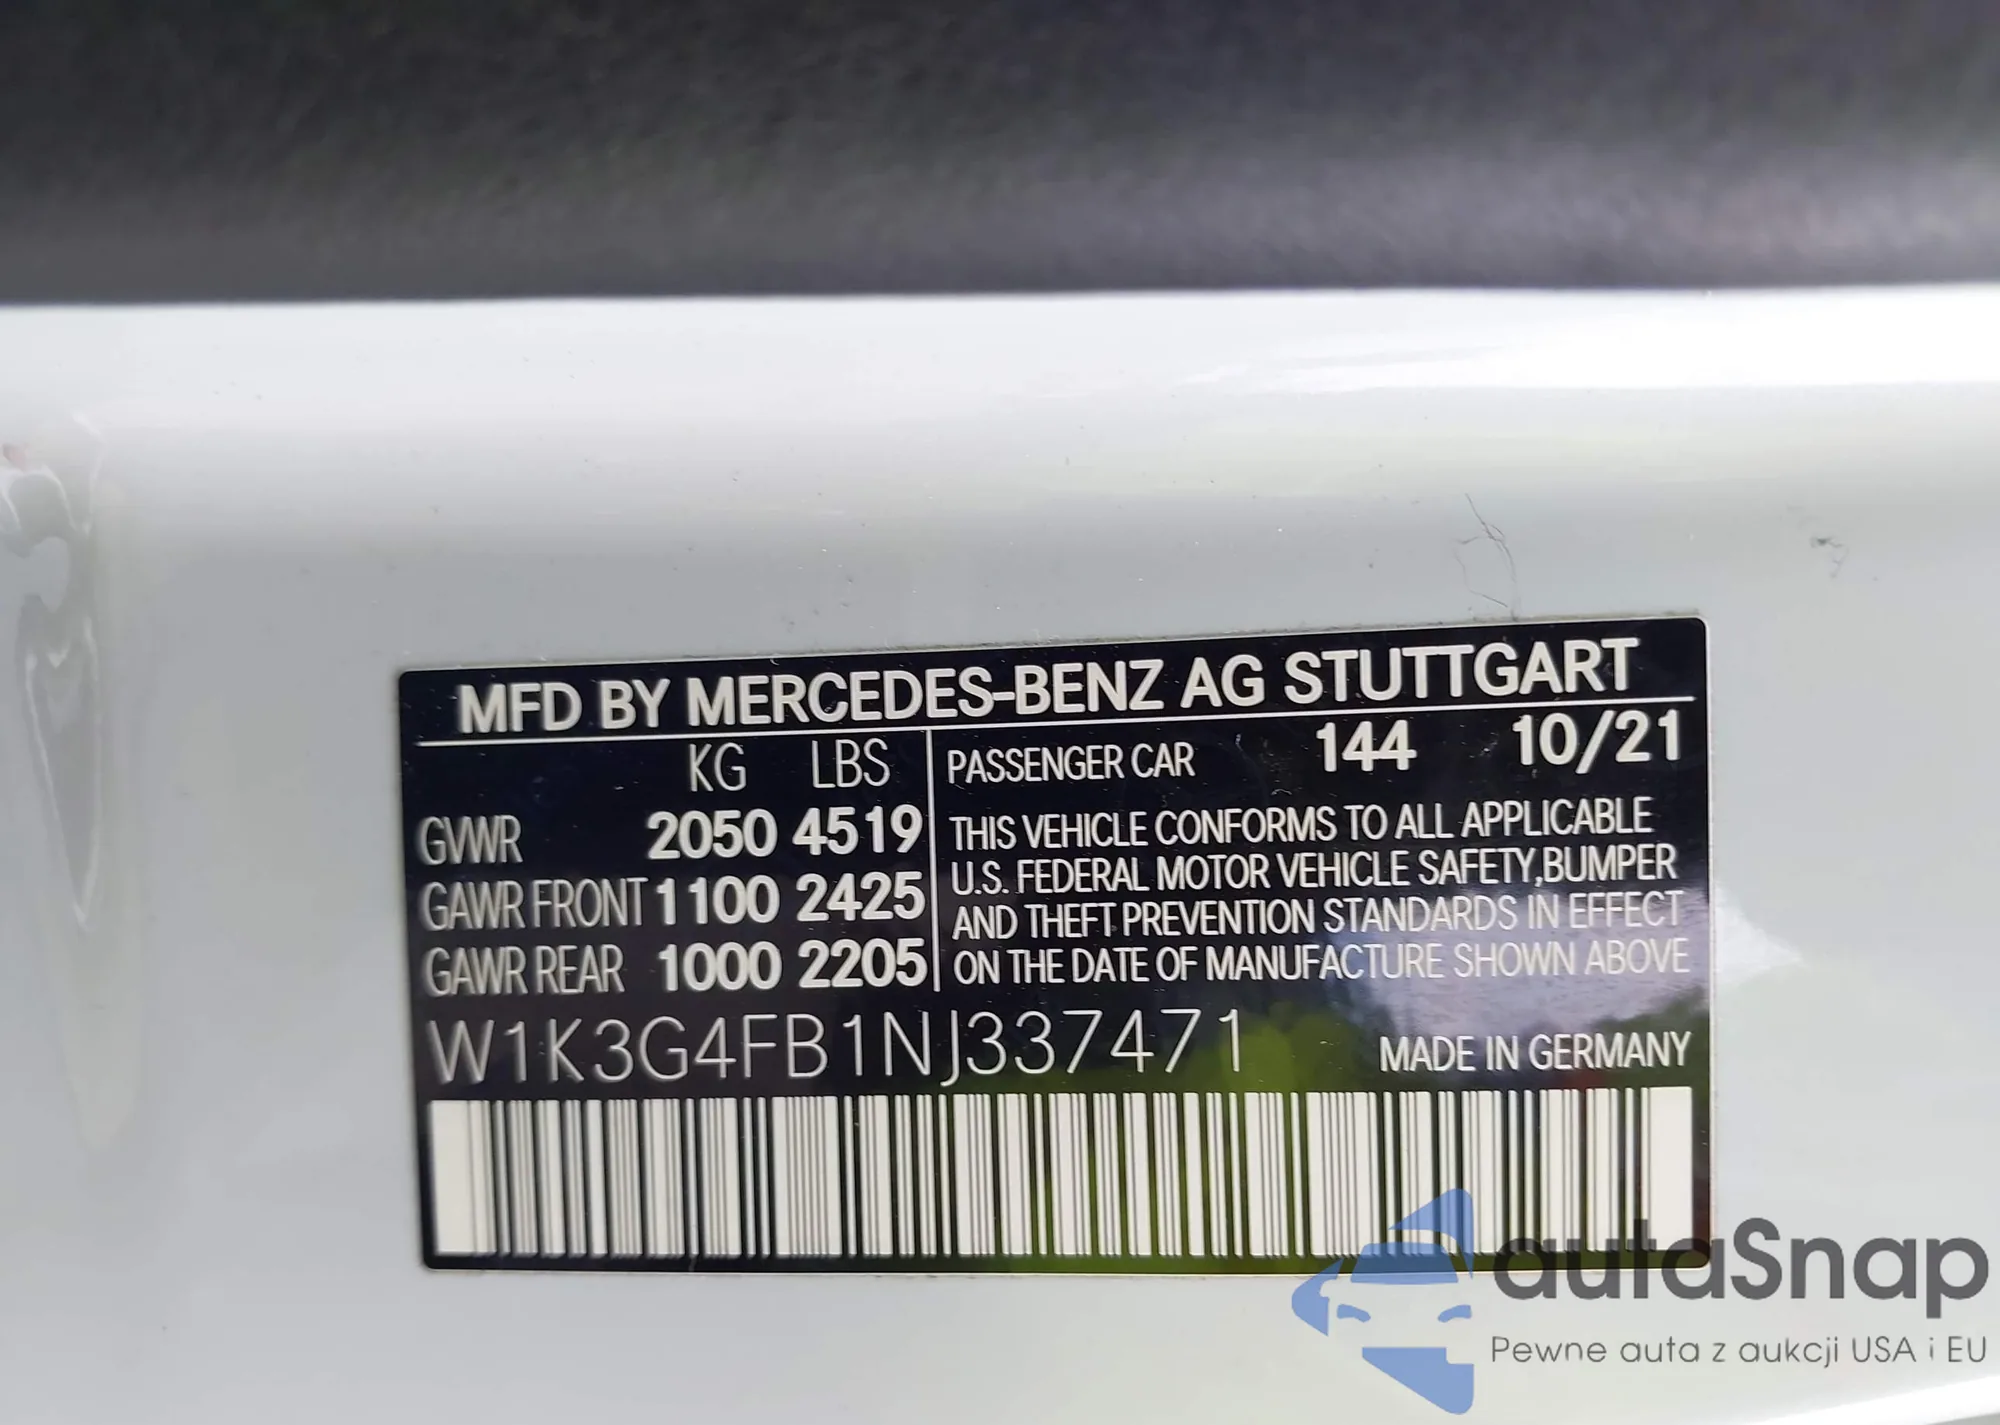 MFD BY MERCEDES-BENZ AG STUTTGART
KG LBS
GVWR 2050 4519
GAWR FRONT 1100 2425
GAWR REAR 1000 2205
PASSENGER CAR 144 10/21
THIS VEHICLE CONFORMS TO ALL APPLICABLE
U.S. FEDERAL MOTOR VEHICLE SAFETY,BUMPER
AND THEFT PREVENTION STANDARDS IN EFFECT
ON THE DATE OF MANUFACTURE SHOWN ABOVE
W1K3G4FB1NJ337471 MADE IN GERMANY
autaSnap
Pewne auta z aukcji USA i EU